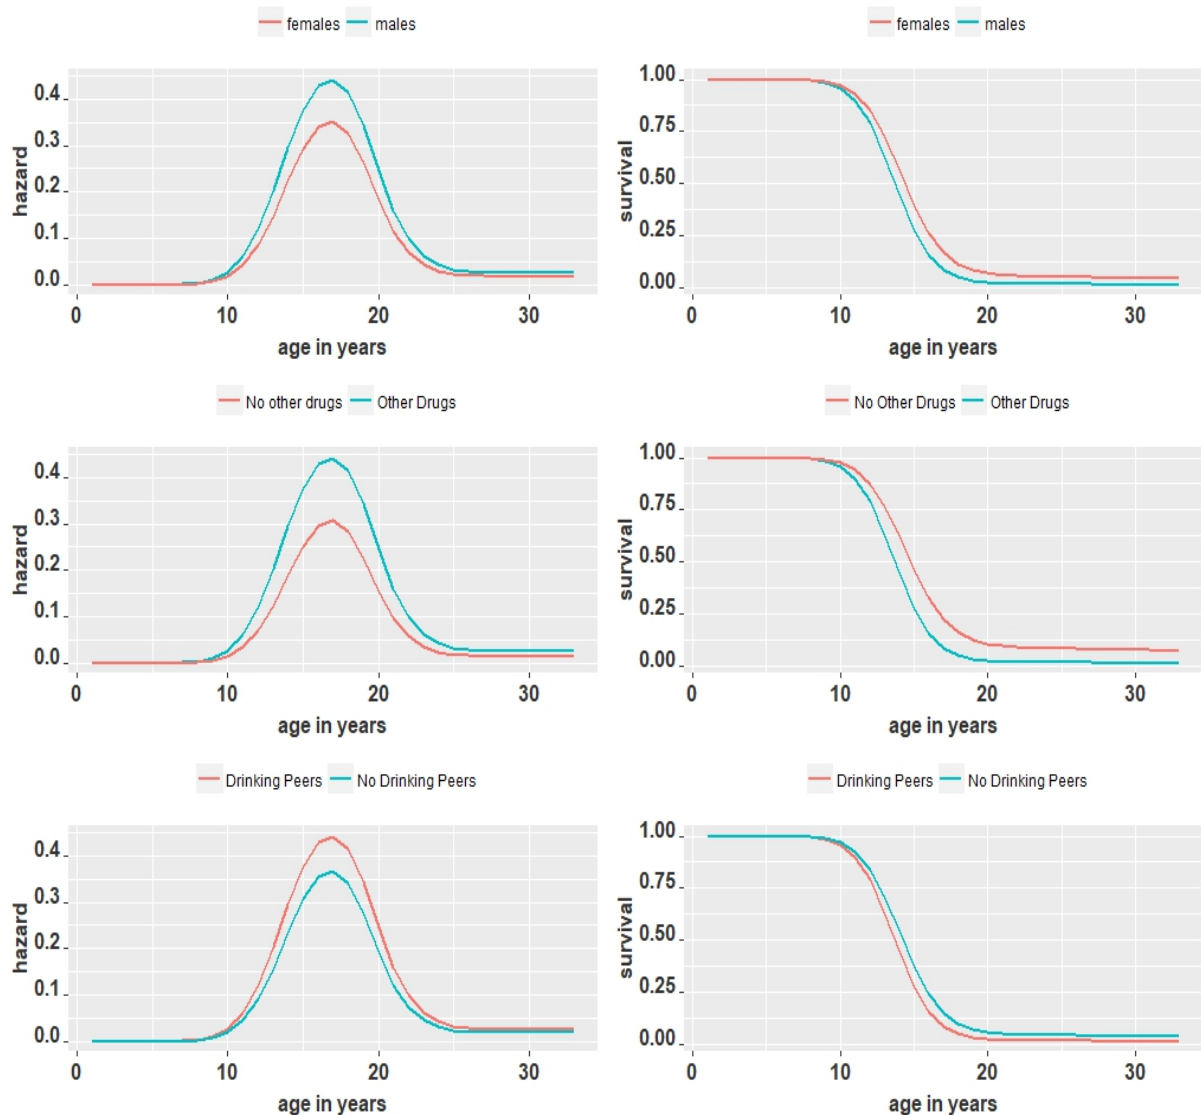 females males
females males
hazard
0.4
0.3
0.2
0.1
0.0
0 10 20 30
age in years
survival
1.00
0.75
0.50
0.25
0.00
0 10 20 30
age in years
No other drugs Other Drugs
No Other Drugs Other Drugs
hazard
0.4
0.3
0.2
0.1
0.0
0 10 20 30
age in years
survival
1.00
0.75
0.50
0.25
0.00
0 10 20 30
age in years
Drinking Peers No Drinking Peers
Drinking Peers No Drinking Peers
hazard
0.4
0.3
0.2
0.1
0.0
0 10 20 30
age in years
survival
1.00
0.75
0.50
0.25
0.00
0 10 20 30
age in years